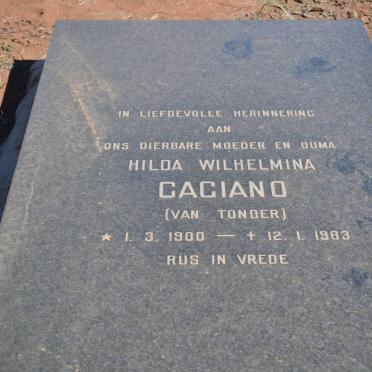 IN LIEFDEVOLLE HERINNERING
AAN
ONS DIERBARE MOEDER EN OUMA
HILDA WILHELMINA
GAGIANO
(VAN TONDER)
* 1. 3. 1900 — † 12. 1. 1983
RUS IN VREDE